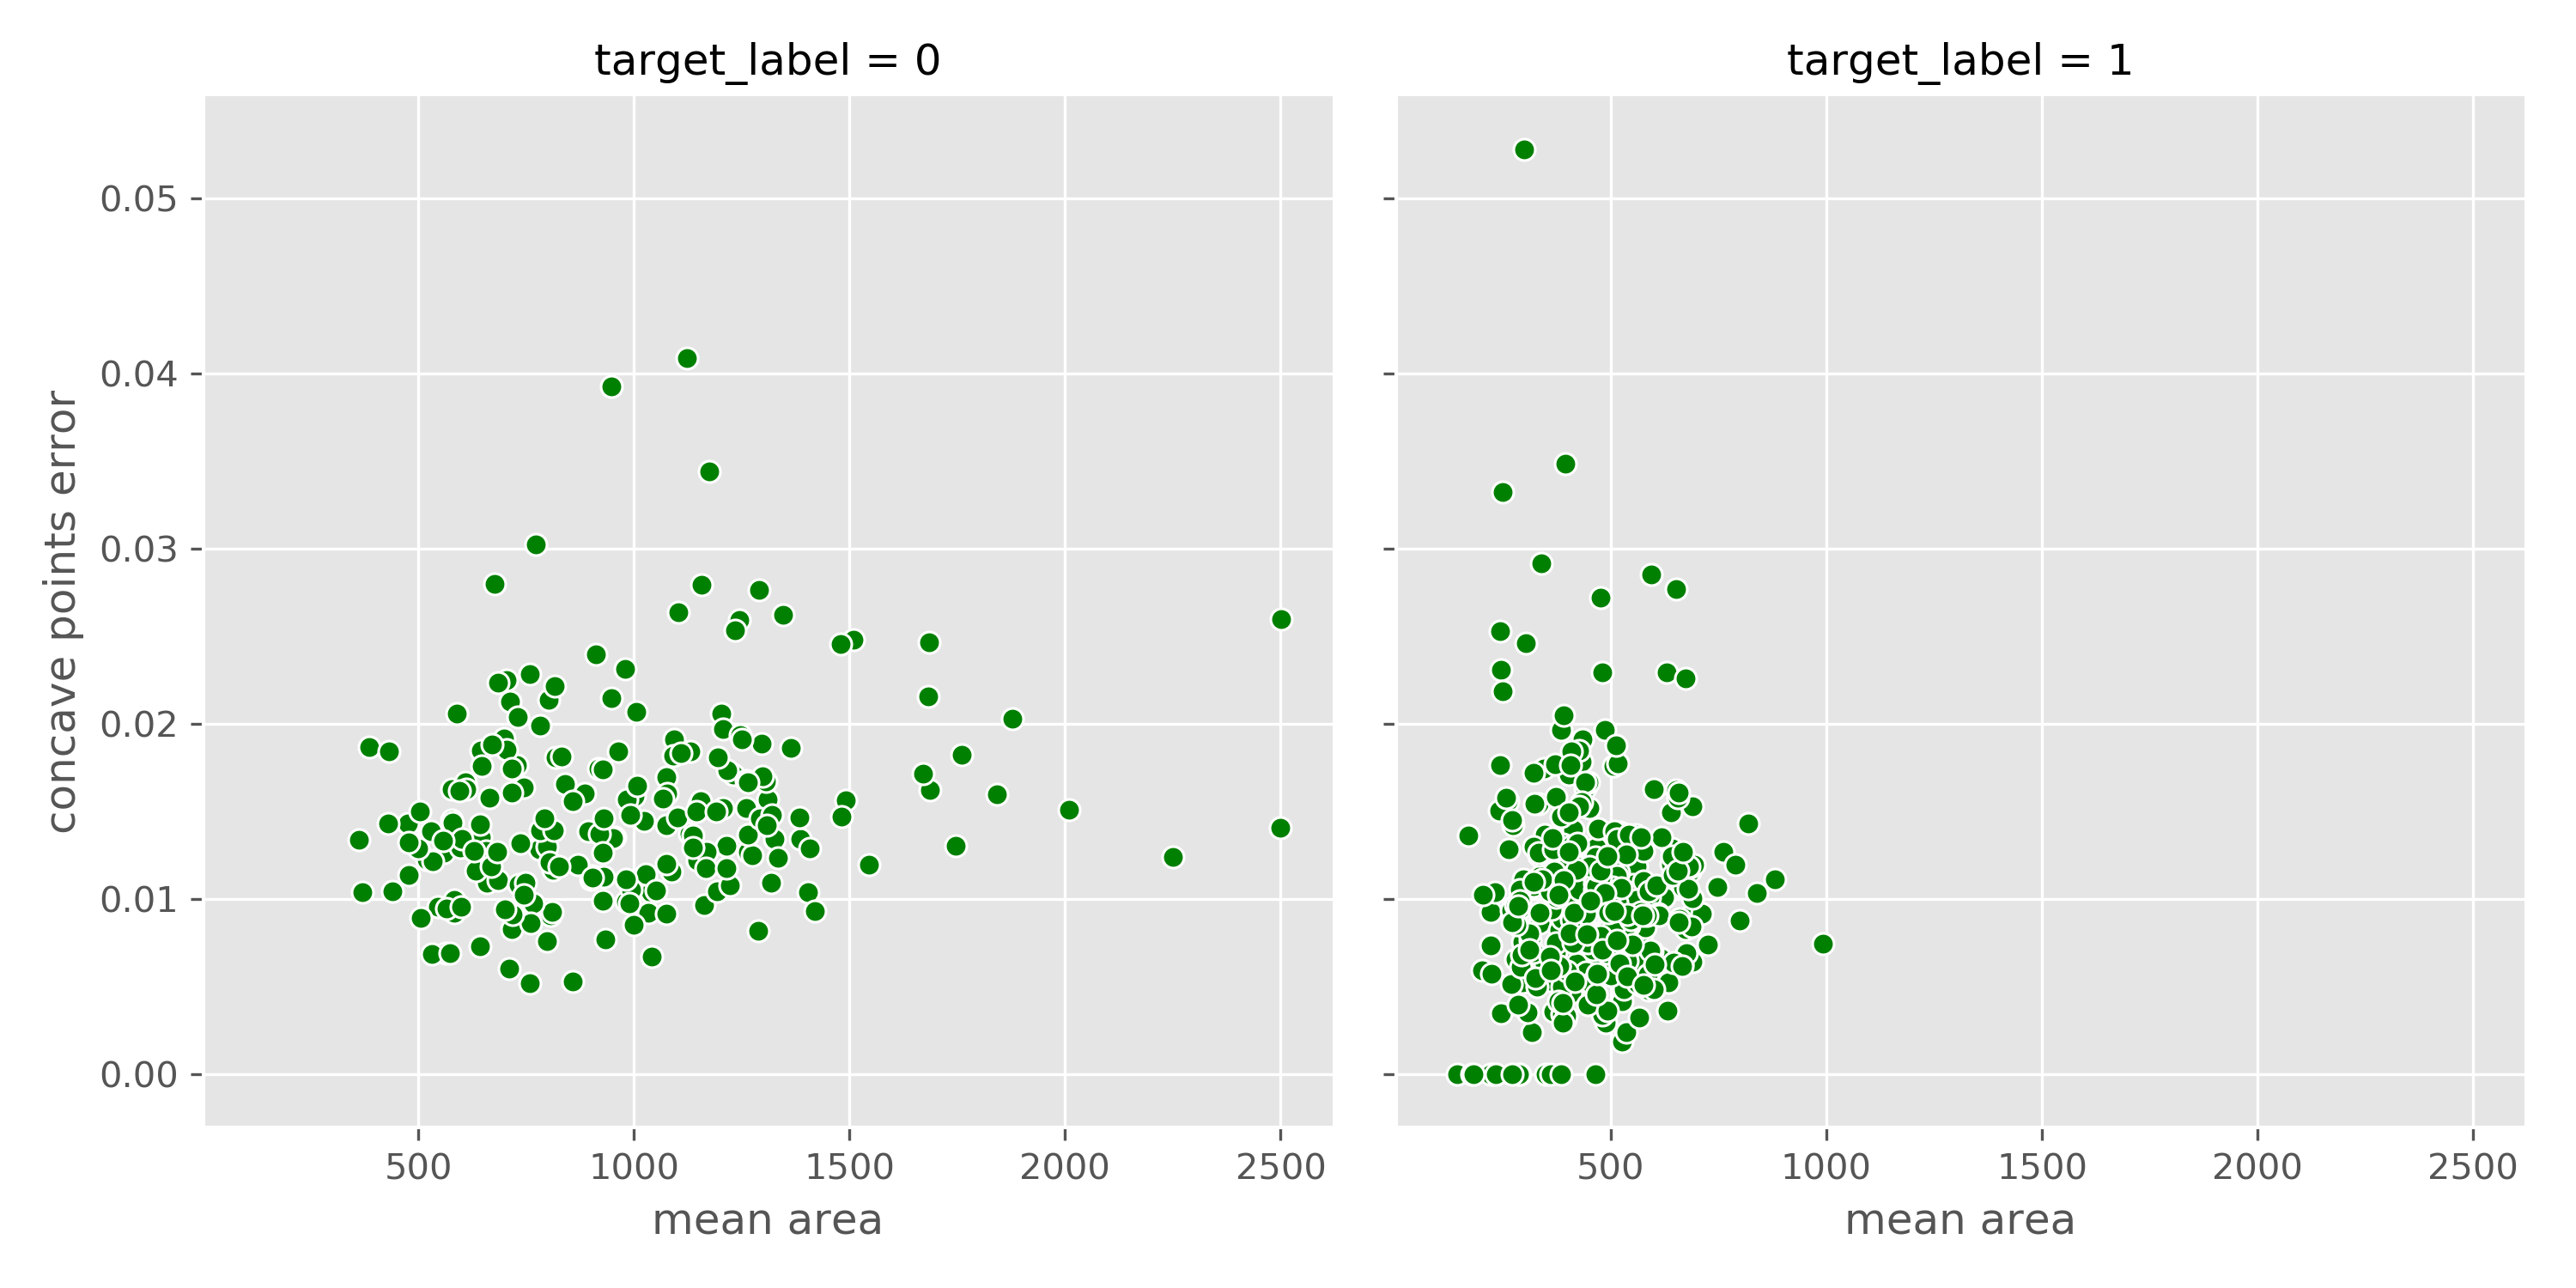 target_label = 0
target_label = 1
concave points error
0.05
0.04
0.03
0.02
0.01
0.00
500 1000 1500 2000 2500
500 1000 1500 2000 2500
mean area
mean area